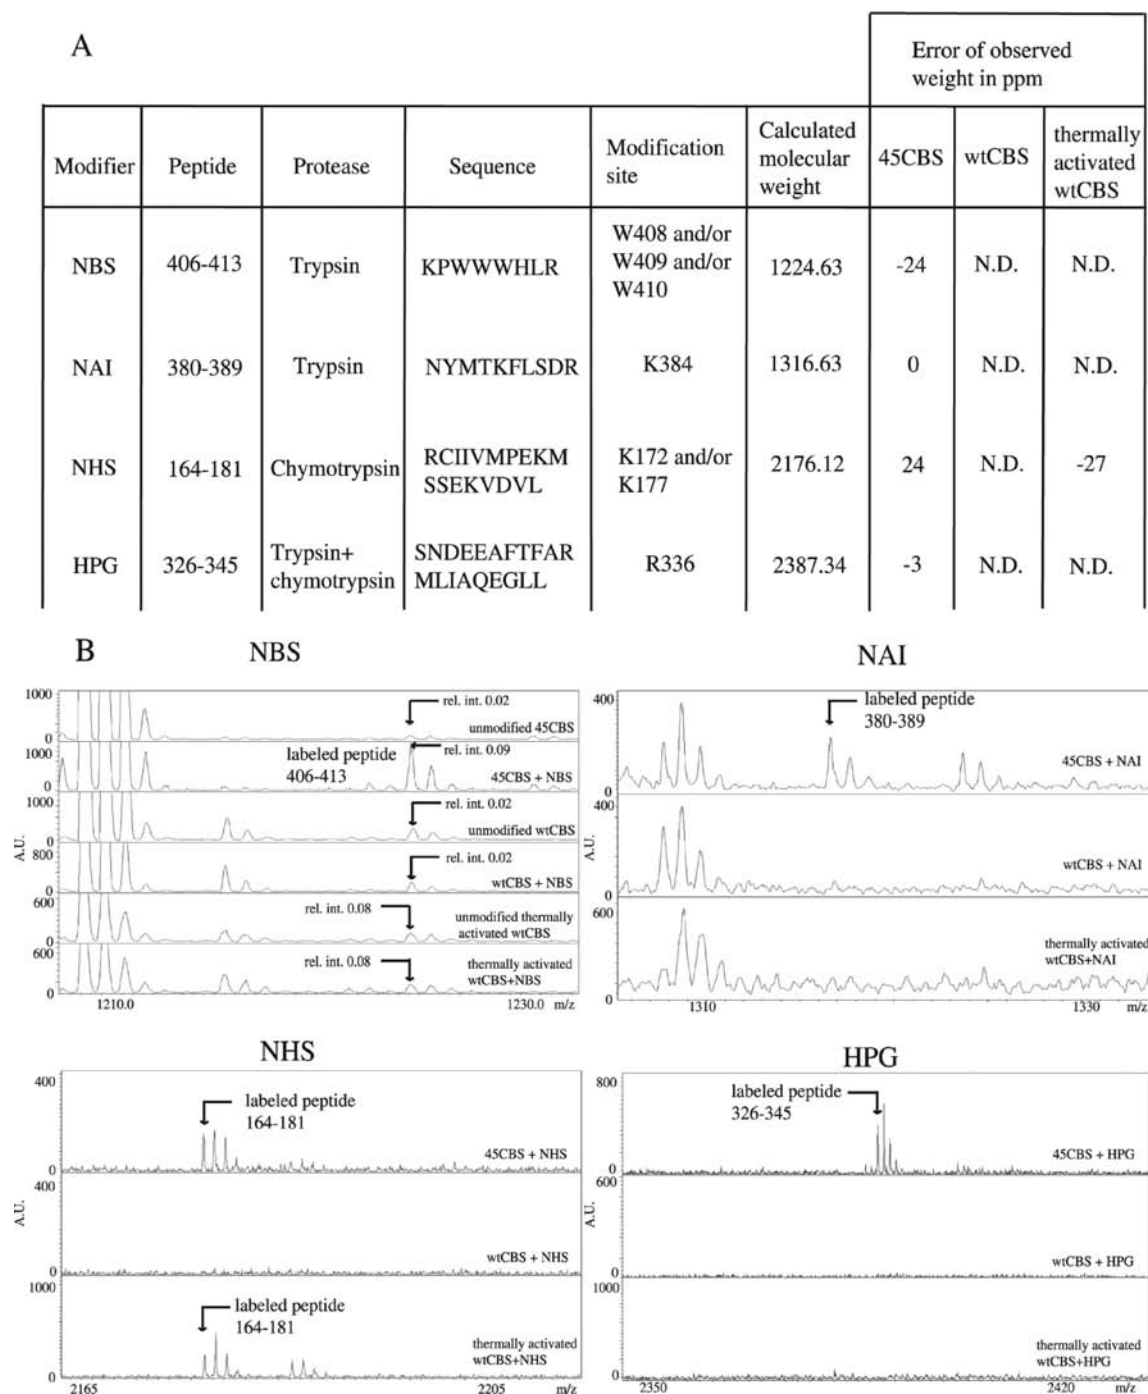 A
Error of observed
weight in ppm
Modifier
Peptide
Protease
Sequence
Modification
site
Calculated
molecular
weight
45CBS
wtCBS
thermally
activated
wtCBS
NBS
406-413
Trypsin
KPWWWHLR
W408 and/or
W409 and/or
W410
1224.63
-24
N.D.
N.D.
NAI
380-389
Trypsin
NYMTKFLSDR
K384
1316.63
0
N.D.
N.D.
NHS
164-181
Chymotrypsin
RCIIVMPEKM
SSEKVDVL
K172 and/or
K177
2176.12
24
N.D.
-27
HPG
326-345
Trypsin+
chymotrypsin
SNDEEAFTFAR
MLIAQEGLL
R336
2387.34
-3
N.D.
N.D.
B
NBS
1000
rel. int. 0.02
unmodified 45CBS
0
1000
labeled peptide
406-413
rel. int. 0.09
45CBS + NBS
0
1000
rel. int. 0.02
unmodified wtCBS
0
A.U.
800
rel. int. 0.02
wtCBS + NBS
0
600
rel. int. 0.08
unmodified thermally
activated wtCBS
0
600
rel. int. 0.08
thermally activated
wtCBS+NBS
0
1210.0
1230.0
m/z
NAI
400
labeled peptide
380-389
45CBS + NAI
0
400
A.U.
wtCBS + NAI
0
600
thermally activated
wtCBS+NAI
0
1310
1330
m/z
NHS
400
labeled peptide
164-181
45CBS + NHS
0
400
A.U.
wtCBS + NHS
0
1000
labeled peptide
164-181
thermally activated
wtCBS+NHS
0
2165
2205
m/z
HPG
800
labeled peptide
326-345
45CBS + HPG
0
600
A.U.
wtCBS + HPG
0
1000
thermally activated
wtCBS+HPG
0
2350
2420
m/z